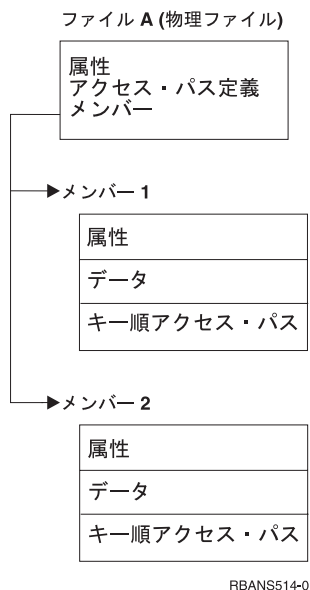 ファイル A (物理ファイル)
属性
アクセス・パス定義
メンバー
メンバー 1
属性
データ
キー順アクセス・パス
メンバー 2
属性
データ
キー順アクセス・パス
RBANS514-0